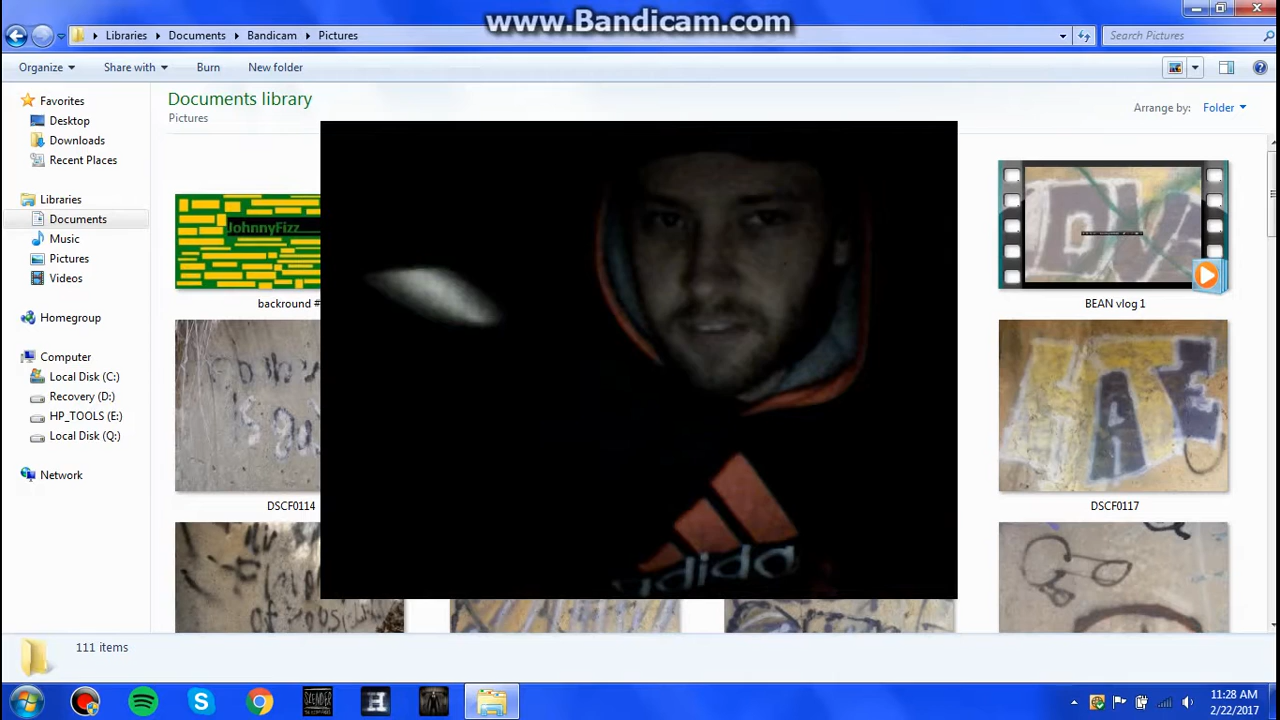 www.Bandicam.com
Libraries Documents Bandicam Pictures
Search Pictures
Organize Share with Burn New folder
Documents library
Pictures
Arrange by: Folder
Favorites
Desktop
Downloads
Recent Places
Libraries
Documents
Music
Pictures
Videos
Homegroup
Computer
Local Disk (C:)
Recovery (D:)
HP_TOOLS (E:)
Local Disk (Q:)
Network
JohnnyFizz
backround #
BEAN vlog 1
DSCF0114
DSCF0117
adidas
111 items
SLENDER
H
11:28 AM
2/22/2017